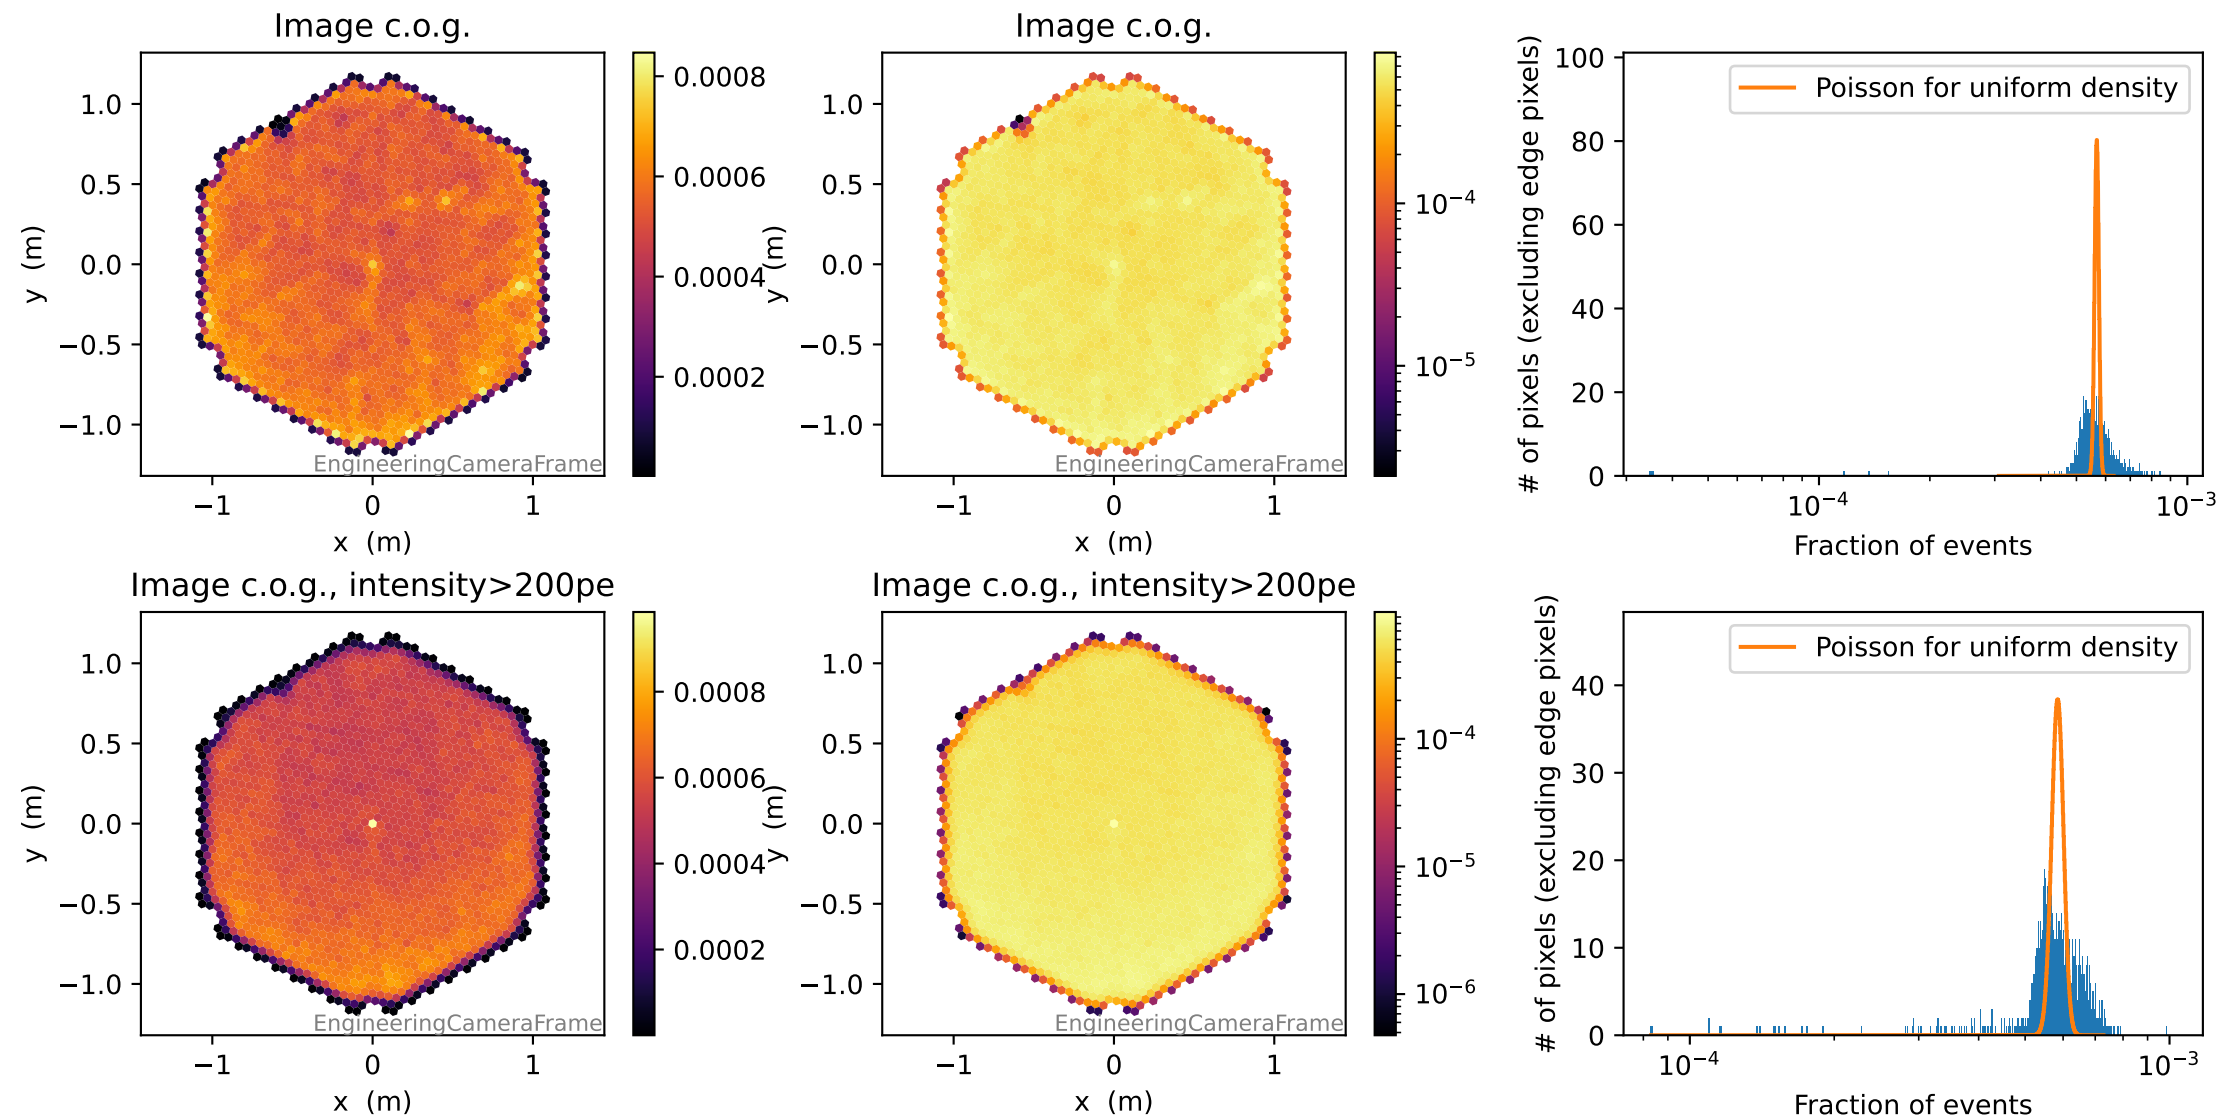 Image c.o.g.
y (m)
1.0
0.5
0.0
−0.5
−1.0
−1
0
1
x (m)
EngineeringCameraFrame
0.0008
0.0006
0.0004
0.0002
Image c.o.g.
y (m)
1.0
0.5
0.0
−0.5
−1.0
−1
0
1
x (m)
EngineeringCameraFrame
10⁻⁴
10⁻⁵
# of pixels (excluding edge pixels)
100
80
60
40
20
0
Poisson for uniform density
10⁻⁴
10⁻³
Fraction of events
Image c.o.g., intensity>200pe
y (m)
1.0
0.5
0.0
−0.5
−1.0
−1
0
1
x (m)
EngineeringCameraFrame
0.0008
0.0006
0.0004
0.0002
Image c.o.g., intensity>200pe
y (m)
1.0
0.5
0.0
−0.5
−1.0
−1
0
1
x (m)
EngineeringCameraFrame
10⁻⁴
10⁻⁵
10⁻⁶
# of pixels (excluding edge pixels)
40
30
20
10
0
Poisson for uniform density
10⁻⁴
10⁻³
Fraction of events